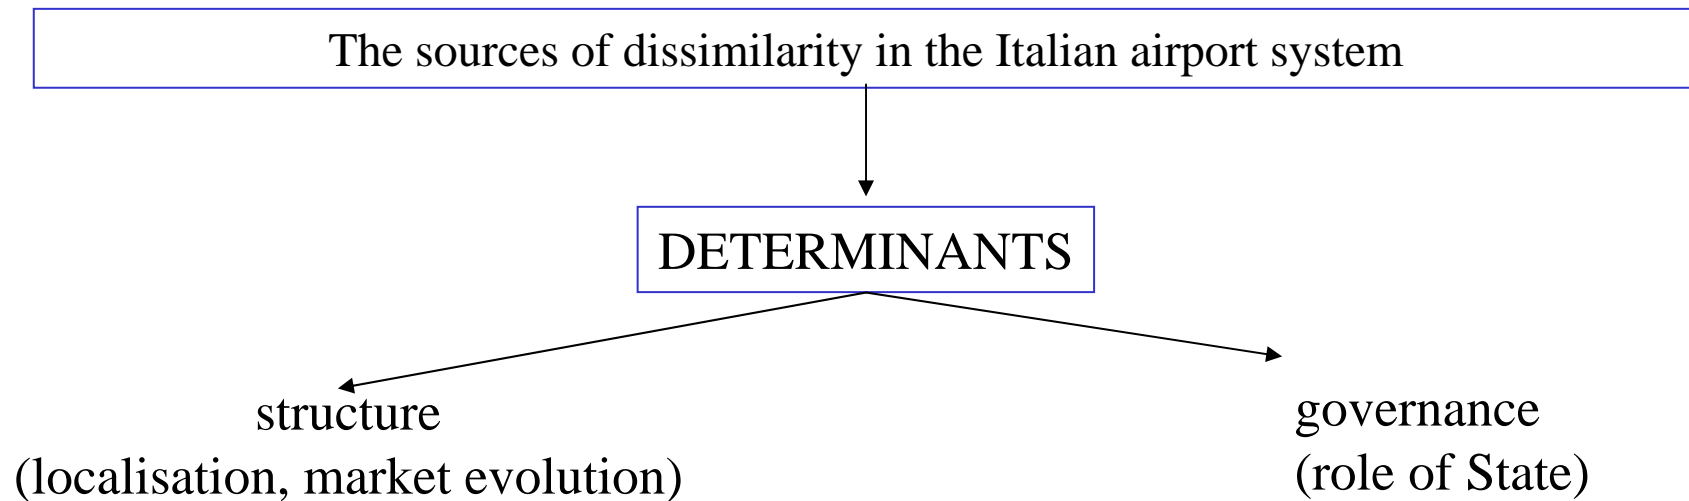 The sources of dissimilarity in the Italian airport system
DETERMINANTS
structure
(localisation, market evolution)
governance
(role of State)